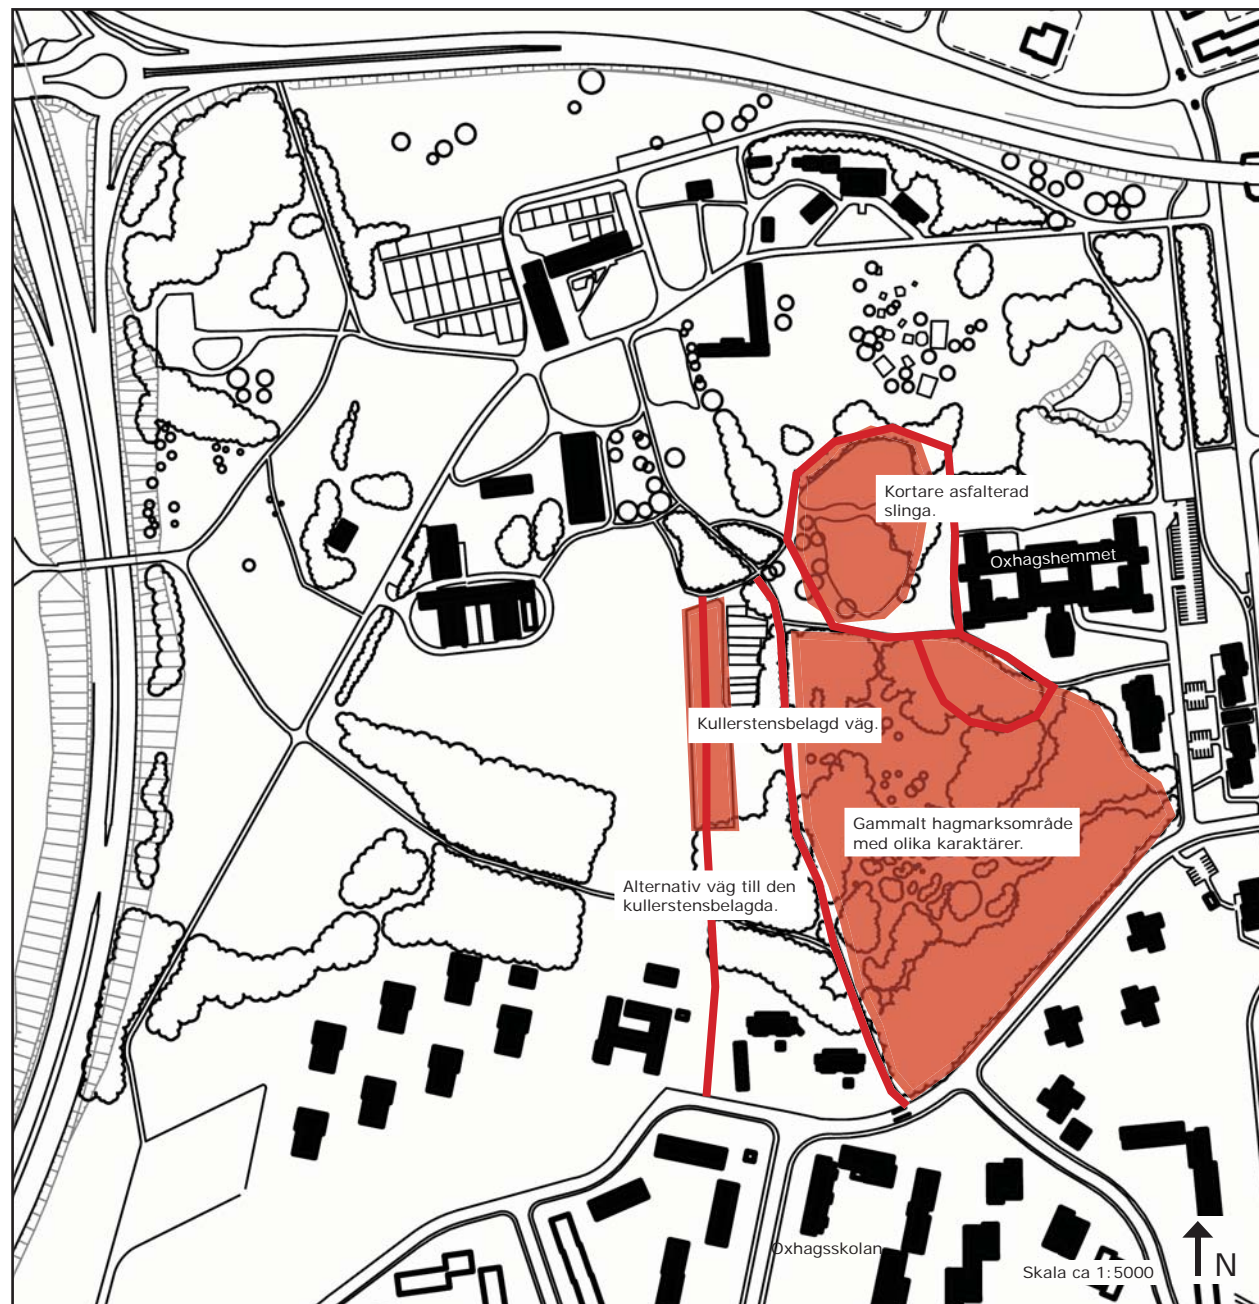 Kortare asfalterad
slinga.
Oxhagshemmet
Kullerstensbelagd väg.
Gammalt hagmarksområde
med olika karaktärer.
Alternativ väg till den
kullerstensbelagda.
Oxhagsskolan
Skala ca 1:5000
N